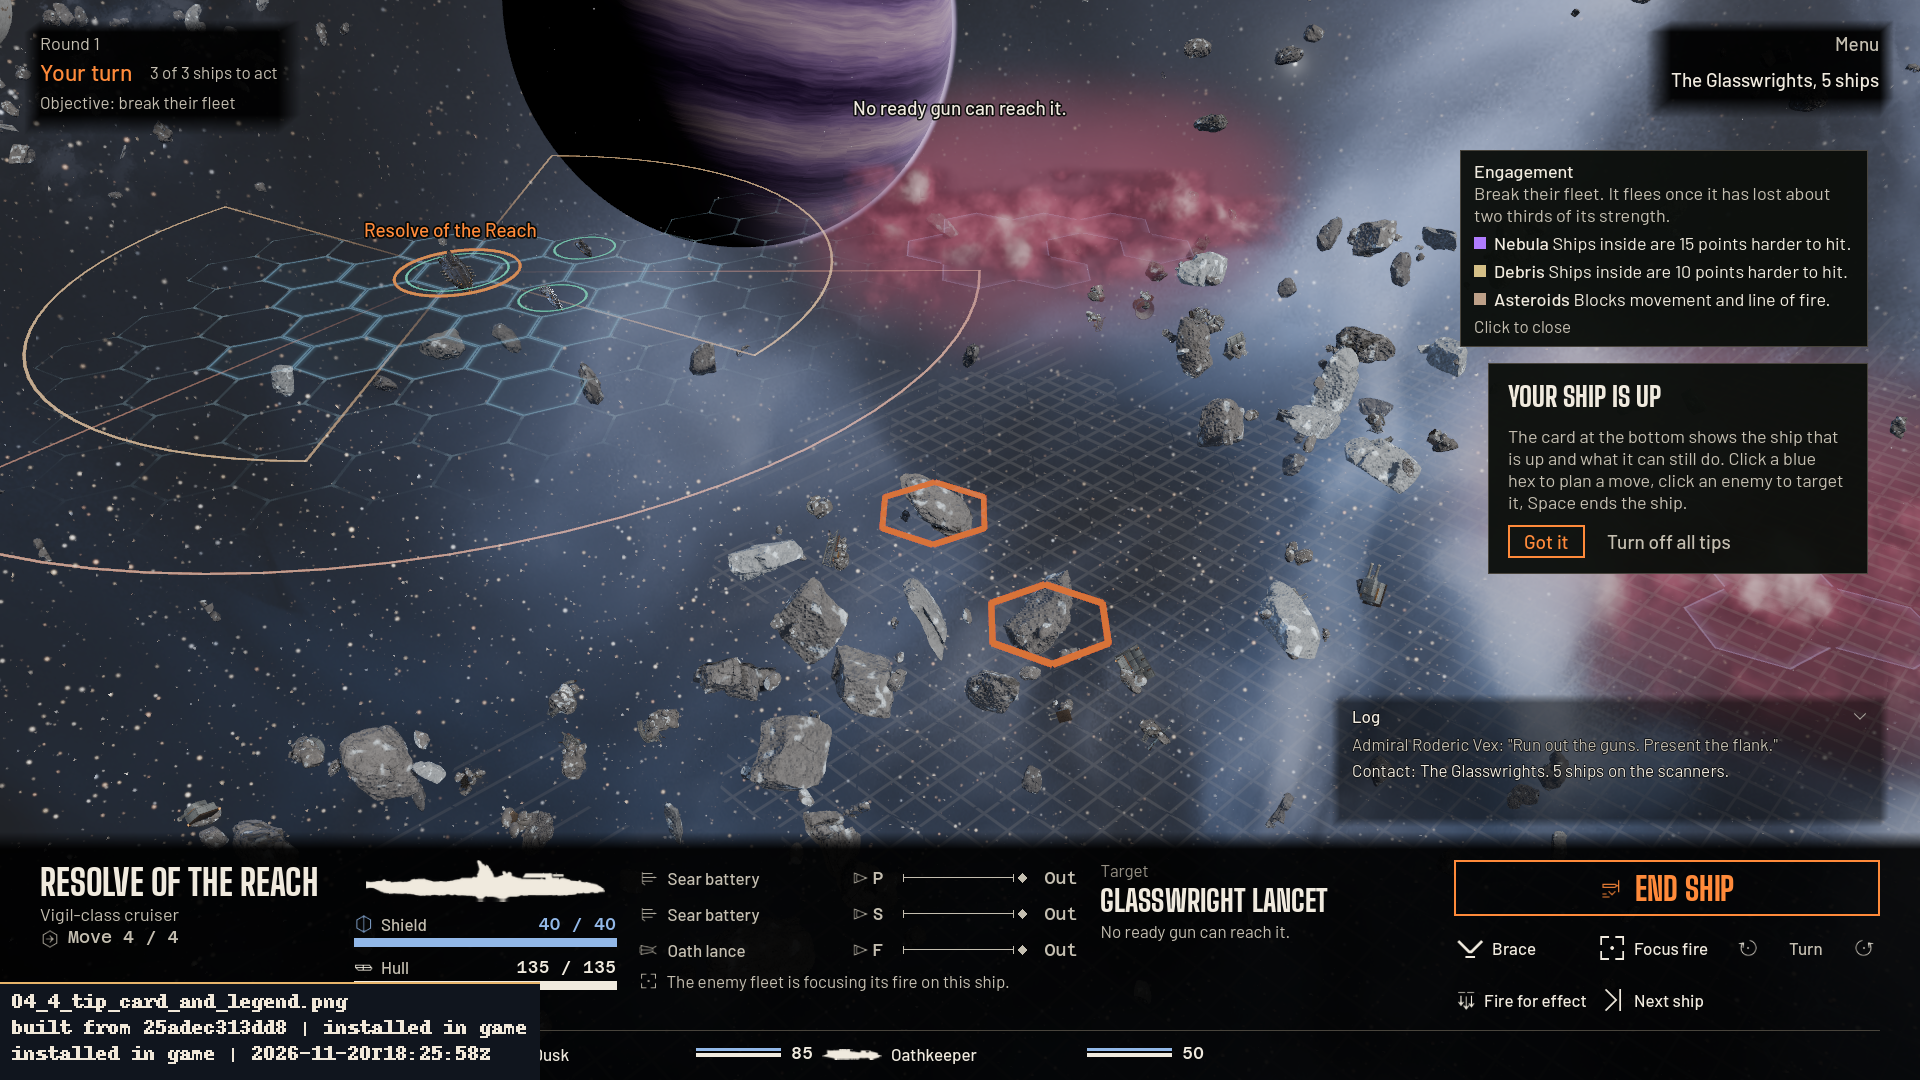 Round 1
Your turn 3 of 3 ships to act
Objective: break their fleet
Menu
The Glasswrights, 5 ships
No ready gun can reach it.
Resolve of the Reach
Engagement
Break their fleet. It flees once it has lost about
two thirds of its strength.
Nebula Ships inside are 15 points harder to hit.
Debris Ships inside are 10 points harder to hit.
Asteroids Blocks movement and line of fire.
Click to close
YOUR SHIP IS UP
The card at the bottom shows the ship that
is up and what it can still do. Click a blue
hex to plan a move, click an enemy to target
it, Space ends the ship.
Got it Turn off all tips
Log
Admiral Roderic Vex: "Run out the guns. Present the flank."
Contact: The Glasswrights. 5 ships on the scanners.
RESOLVE OF THE REACH
Vigil-class cruiser
Move 4 / 4
Shield 40 / 40
Hull 135 / 135
Sear battery P Out
Sear battery S Out
Oath lance F Out
The enemy fleet is focusing its fire on this ship.
Target
GLASSWRIGHT LANCET
No ready gun can reach it.
END SHIP
Brace Focus fire Turn
Fire for effect Next ship
04_4_tip_card_and_legend.png
built from 25adec313dd8 | installed in game
installed in game | 2026-11-20T18:25:58Z
Dusk 85 Oathkeeper 50